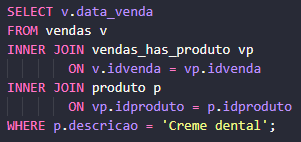 SELECT v.data_venda
FROM vendas v
INNER JOIN vendas_has_produto vp
ON v.idvenda = vp.idvenda
INNER JOIN produto p
ON vp.idproduto = p.idproduto
WHERE p.descricao = 'Creme dental';